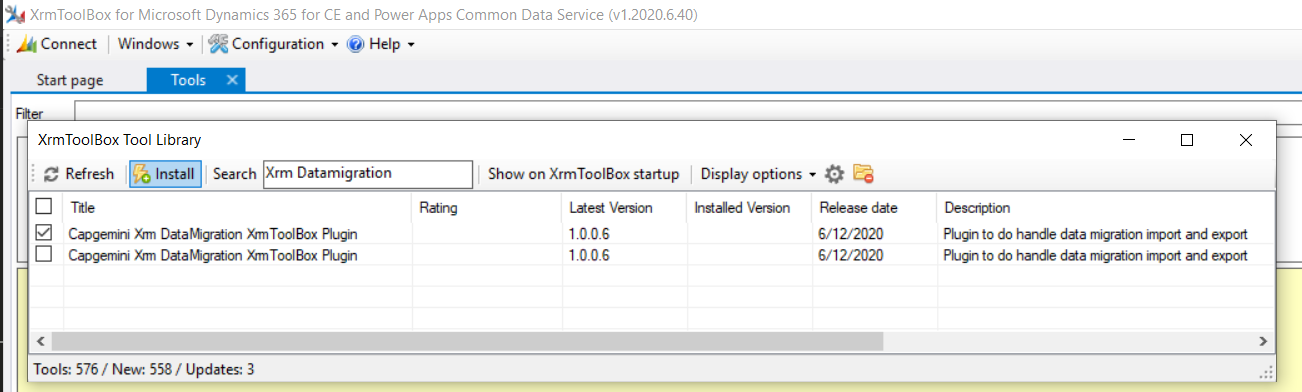 XrmToolBox for Microsoft Dynamics 365 for CE and Power Apps Common Data Service (v1.2020.6.40)
Connect Windows Configuration Help
Start page Tools
Filter
XrmToolBox Tool Library
Refresh Install Search Xrm Datamigration Show on XrmToolBox startup Display options
Title Rating Latest Version Installed Version Release date Description
Capgemini Xrm DataMigration XrmToolBox Plugin 1.0.0.6 6/12/2020 Plugin to do handle data migration import and export
Capgemini Xrm DataMigration XrmToolBox Plugin 1.0.0.6 6/12/2020 Plugin to do handle data migration import and export
Tools: 576 / New: 558 / Updates: 3